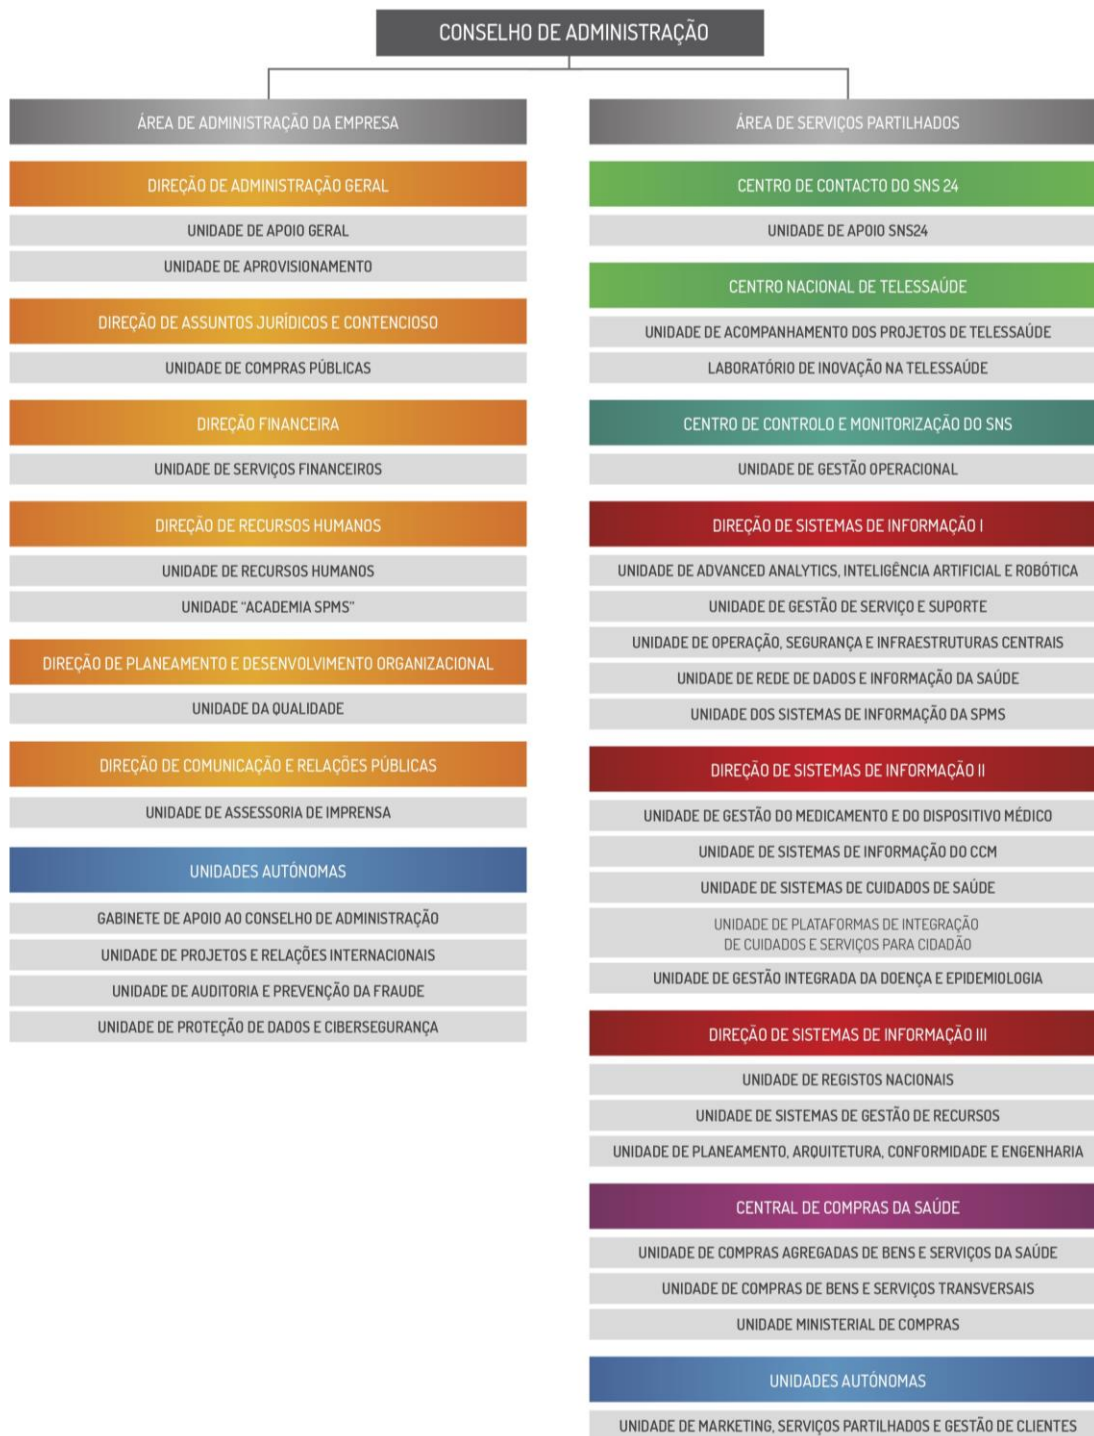 CONSELHO DE ADMINISTRAÇÃO
ÁREA DE ADMINISTRAÇÃO DA EMPRESA
DIREÇÃO DE ADMINISTRAÇÃO GERAL
UNIDADE DE APOIO GERAL
UNIDADE DE APROVISIONAMENTO
DIREÇÃO DE ASSUNTOS JURÍDICOS E CONTENCIOSO
UNIDADE DE COMPRAS PÚBLICAS
DIREÇÃO FINANCEIRA
UNIDADE DE SERVIÇOS FINANCEIROS
DIREÇÃO DE RECURSOS HUMANOS
UNIDADE DE RECURSOS HUMANOS
UNIDADE “ACADEMIA SPMS”
DIREÇÃO DE PLANEAMENTO E DESENVOLVIMENTO ORGANIZACIONAL
UNIDADE DA QUALIDADE
DIREÇÃO DE COMUNICAÇÃO E RELAÇÕES PÚBLICAS
UNIDADE DE ASSESSORIA DE IMPRENSA
UNIDADES AUTÓNOMAS
GABINETE DE APOIO AO CONSELHO DE ADMINISTRAÇÃO
UNIDADE DE PROJETOS E RELAÇÕES INTERNACIONAIS
UNIDADE DE AUDITORIA E PREVENÇÃO DA FRAUDE
UNIDADE DE PROTEÇÃO DE DADOS E CIBERSEGURANÇA
ÁREA DE SERVIÇOS PARTILHADOS
CENTRO DE CONTACTO DO SNS 24
UNIDADE DE APOIO SNS24
CENTRO NACIONAL DE TELESSAÚDE
UNIDADE DE ACOMPANHAMENTO DOS PROJETOS DE TELESSAÚDE
LABORATÓRIO DE INOVAÇÃO NA TELESSAÚDE
CENTRO DE CONTROLO E MONITORIZAÇÃO DO SNS
UNIDADE DE GESTÃO OPERACIONAL
DIREÇÃO DE SISTEMAS DE INFORMAÇÃO I
UNIDADE DE ADVANCED ANALYTICS, INTELIGÊNCIA ARTIFICIAL E ROBÓTICA
UNIDADE DE GESTÃO DE SERVIÇO E SUPORTE
UNIDADE DE OPERAÇÃO, SEGURANÇA E INFRAESTRUTURAS CENTRAIS
UNIDADE DE REDE DE DADOS E INFORMAÇÃO DA SAÚDE
UNIDADE DOS SISTEMAS DE INFORMAÇÃO DA SPMS
DIREÇÃO DE SISTEMAS DE INFORMAÇÃO II
UNIDADE DE GESTÃO DO MEDICAMENTO E DO DISPOSITIVO MÉDICO
UNIDADE DE SISTEMAS DE INFORMAÇÃO DO CCM
UNIDADE DE SISTEMAS DE CUIDADOS DE SAÚDE
UNIDADE DE PLATAFORMAS DE INTEGRAÇÃO
DE CUIDADOS E SERVIÇOS PARA CIDADÃO
UNIDADE DE GESTÃO INTEGRADA DA DOENÇA E EPIDEMIOLOGIA
DIREÇÃO DE SISTEMAS DE INFORMAÇÃO III
UNIDADE DE REGISTOS NACIONAIS
UNIDADE DE SISTEMAS DE GESTÃO DE RECURSOS
UNIDADE DE PLANEAMENTO, ARQUITETURA, CONFORMIDADE E ENGENHARIA
CENTRAL DE COMPRAS DA SAÚDE
UNIDADE DE COMPRAS AGREGADAS DE BENS E SERVIÇOS DA SAÚDE
UNIDADE DE COMPRAS DE BENS E SERVIÇOS TRANSVERSAIS
UNIDADE MINISTERIAL DE COMPRAS
UNIDADES AUTÓNOMAS
UNIDADE DE MARKETING, SERVIÇOS PARTILHADOS E GESTÃO DE CLIENTES